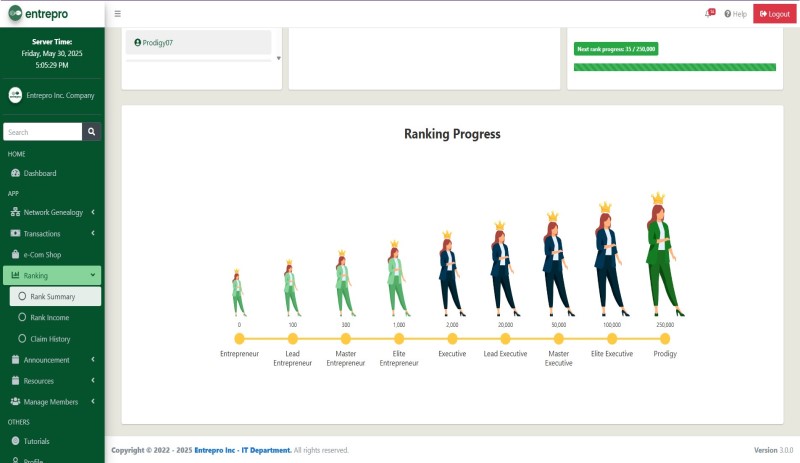 entrepro
Help
Logout
Server Time:
Friday, May 30, 2025
5:05:29 PM
Entrepro Inc. Company
Search
HOME
Dashboard
APP
Network Genealogy
Transactions
e-Com Shop
Ranking
Rank Summary
Rank Income
Claim History
Announcement
Resources
Manage Members
OTHERS
Tutorials
Profile
Prodigy07
Next rank progress: 35 / 250,000
Ranking Progress
0
100
300
1,000
2,000
20,000
50,000
100,000
250,000
Entrepreneur
Lead Entrepreneur
Master Entrepreneur
Elite Entrepreneur
Executive
Lead Executive
Master Executive
Elite Executive
Prodigy
Copyright © 2022 - 2025 Entrepro Inc - IT Department. All rights reserved.
Version 3.0.0